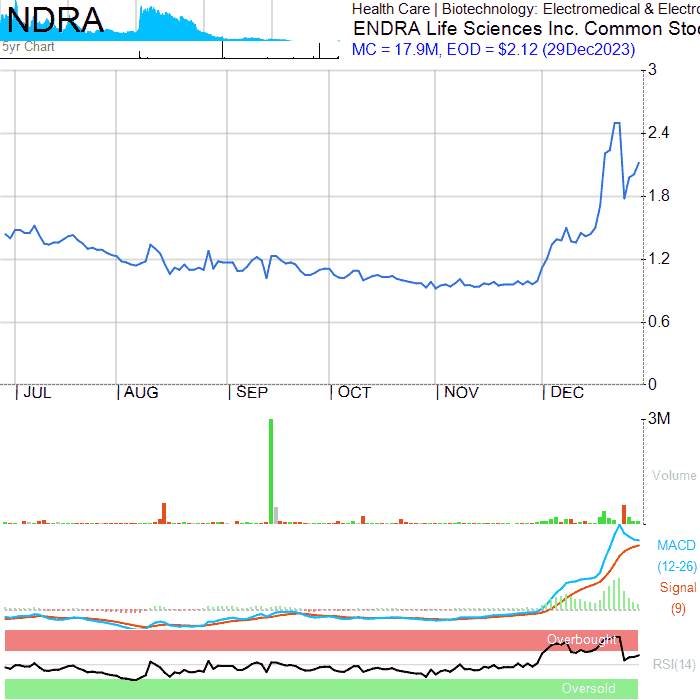 NDRA
5yr Chart
Health Care | Biotechnology: Electromedical & Electro
ENDRA Life Sciences Inc. Common Stoc
MC = 17.9M, EOD = $2.12 (29Dec2023)
3
2.4
1.8
1.2
0.6
0
JUL AUG SEP OCT NOV DEC
3M
Volume
MACD
(12-26)
Signal
(9)
Overbought
RSI(14)
Oversold